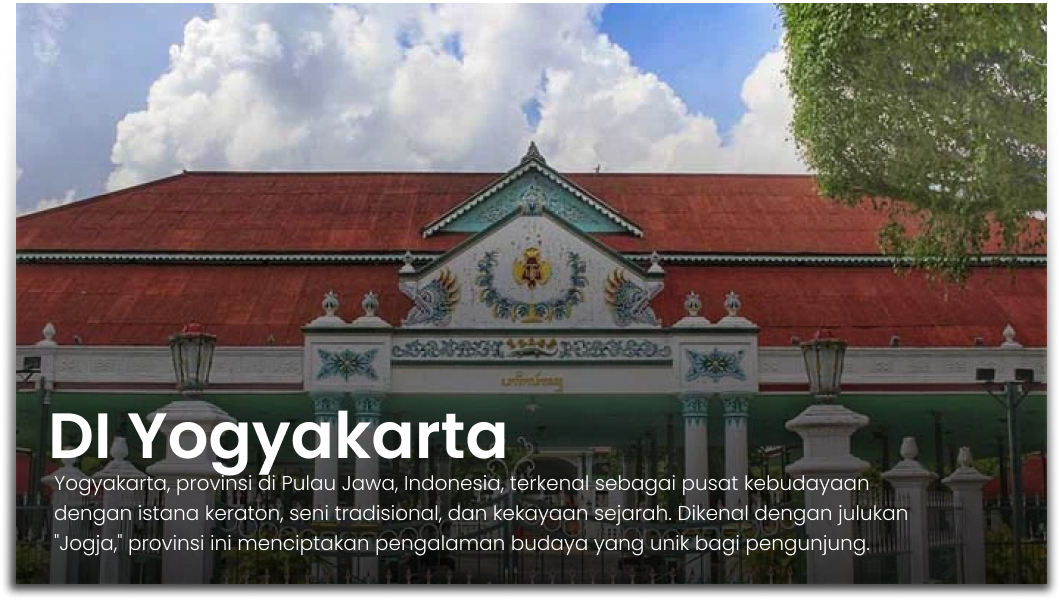 DI Yogyakarta
Yogyakarta, provinsi di Pulau Jawa, Indonesia, terkenal sebagai pusat kebudayaan
dengan istana keraton, seni tradisional, dan kekayaan sejarah. Dikenal dengan julukan
"Jogja," provinsi ini menciptakan pengalaman budaya yang unik bagi pengunjung.